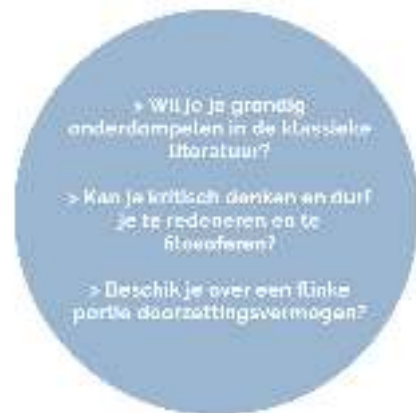 > Wil je je grondig
onderdompelen in de klassieke
literatuur?
> Kan je kritisch denken en durf
je te redeneren en te
filosoferen?
> Beschik je over een flinke
portie doorzettingsvermogen?